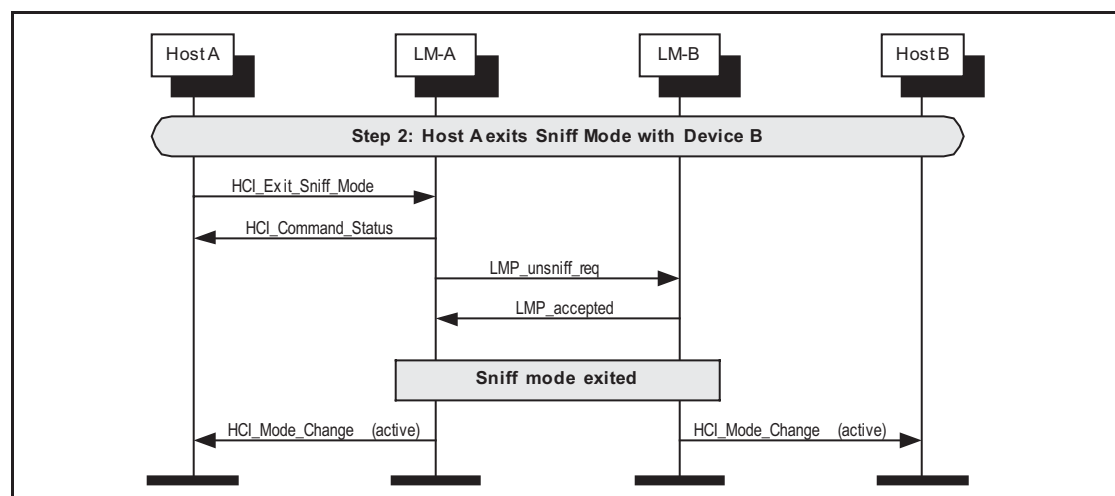 Host A LM-A LM-B Host B
Step 2: Host A exits Sniff Mode with Device B
HCI_Exit_Sniff_Mode
HCI_Command_Status
LMP_unsniff_req
LMP_accepted
Sniff mode exited
HCI_Mode_Change (active) HCI_Mode_Change (active)